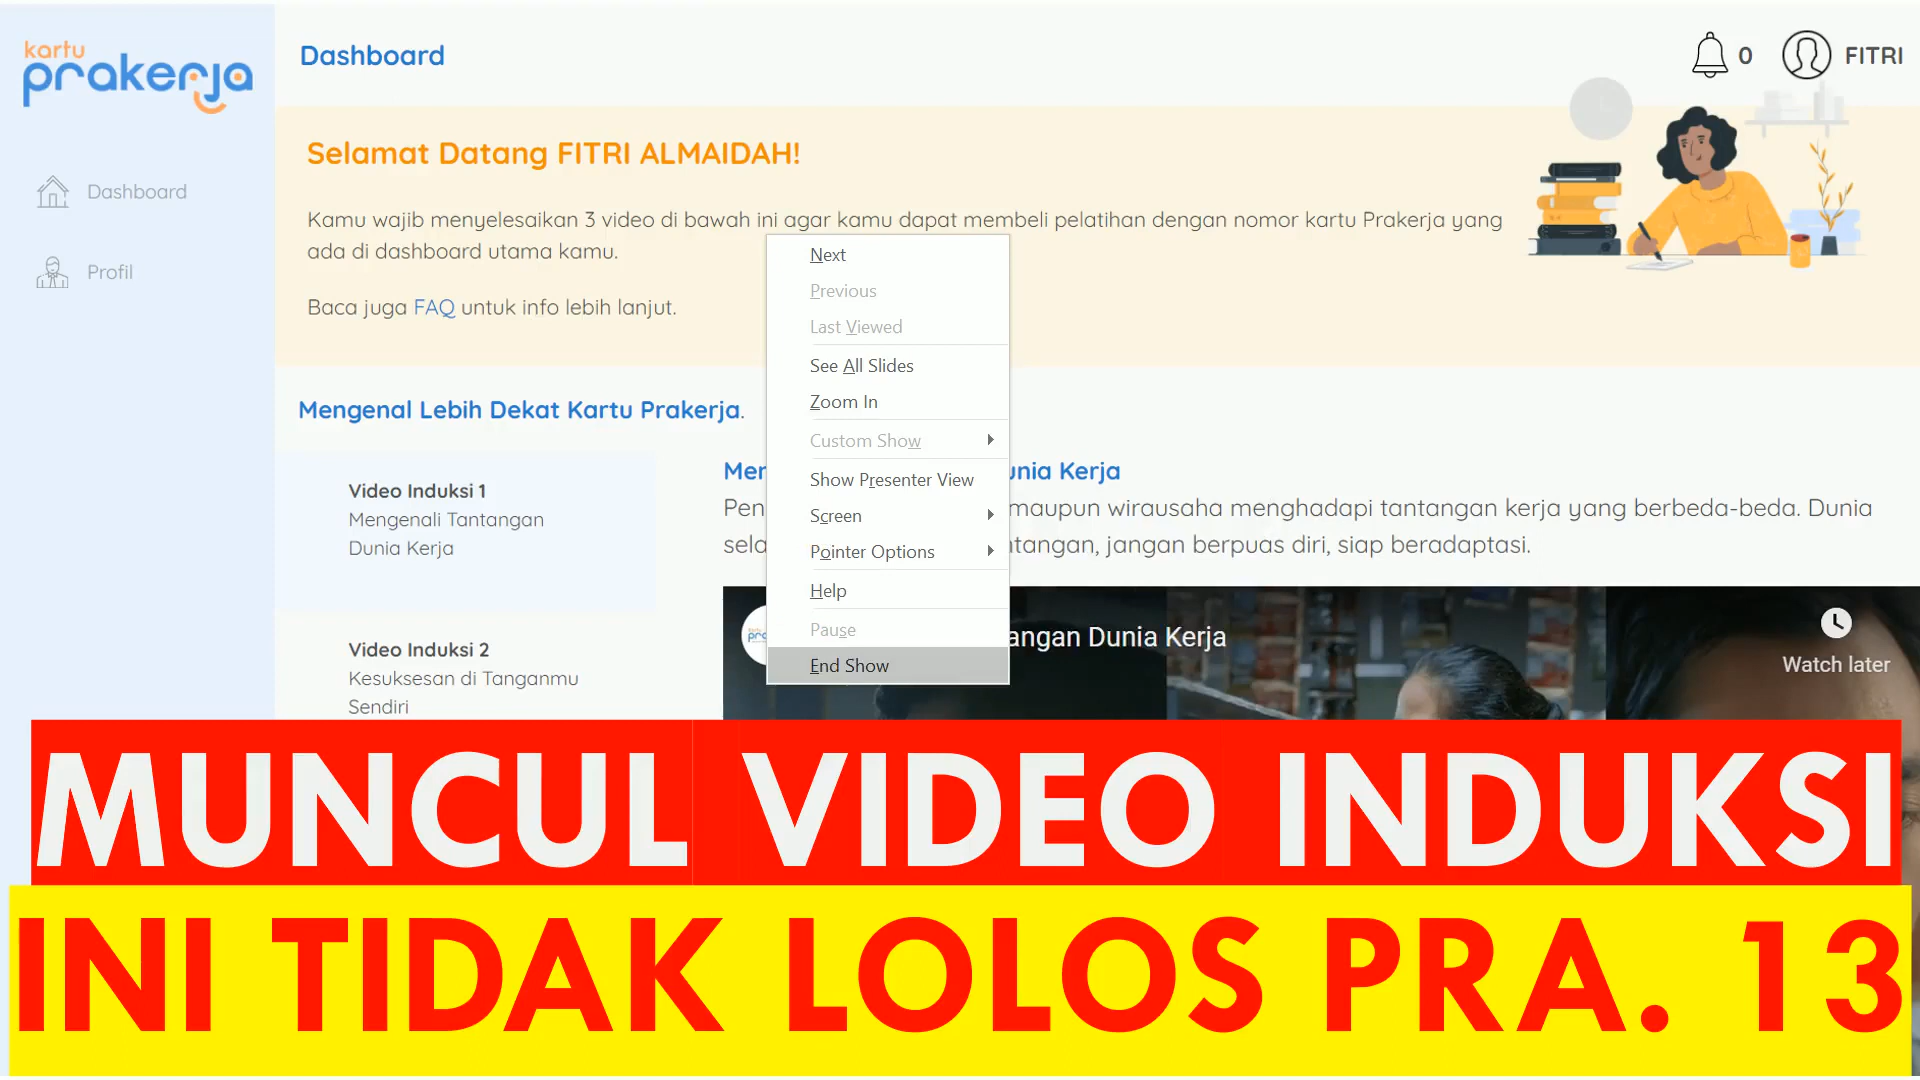 kartu
prakerja
Dashboard
0
FITRI
Dashboard
Profil
Selamat Datang FITRI ALMAIDAH!
Kamu wajib menyelesaikan 3 video di bawah ini agar kamu dapat membeli pelatihan dengan nomor kartu Prakerja yang
ada di dashboard utama kamu.
Baca juga FAQ untuk info lebih lanjut.
Next
Previous
Last Viewed
See All Slides
Zoom In
Custom Show
Show Presenter View
Screen
Pointer Options
Help
Pause
End Show
Mengenal Lebih Dekat Kartu Prakerja.
Video Induksi 1
Mengenali Tantangan
Dunia Kerja
Video Induksi 2
Kesuksesan di Tanganmu
Sendiri
Men unia Kerja
Pen maupun wirausaha menghadapi tantangan kerja yang berbeda-beda. Dunia
sela ntangan, jangan berpuas diri, siap beradaptasi.
angan Dunia Kerja
Watch later
MUNCUL VIDEO INDUKSI
INI TIDAK LOLOS PRA. 13